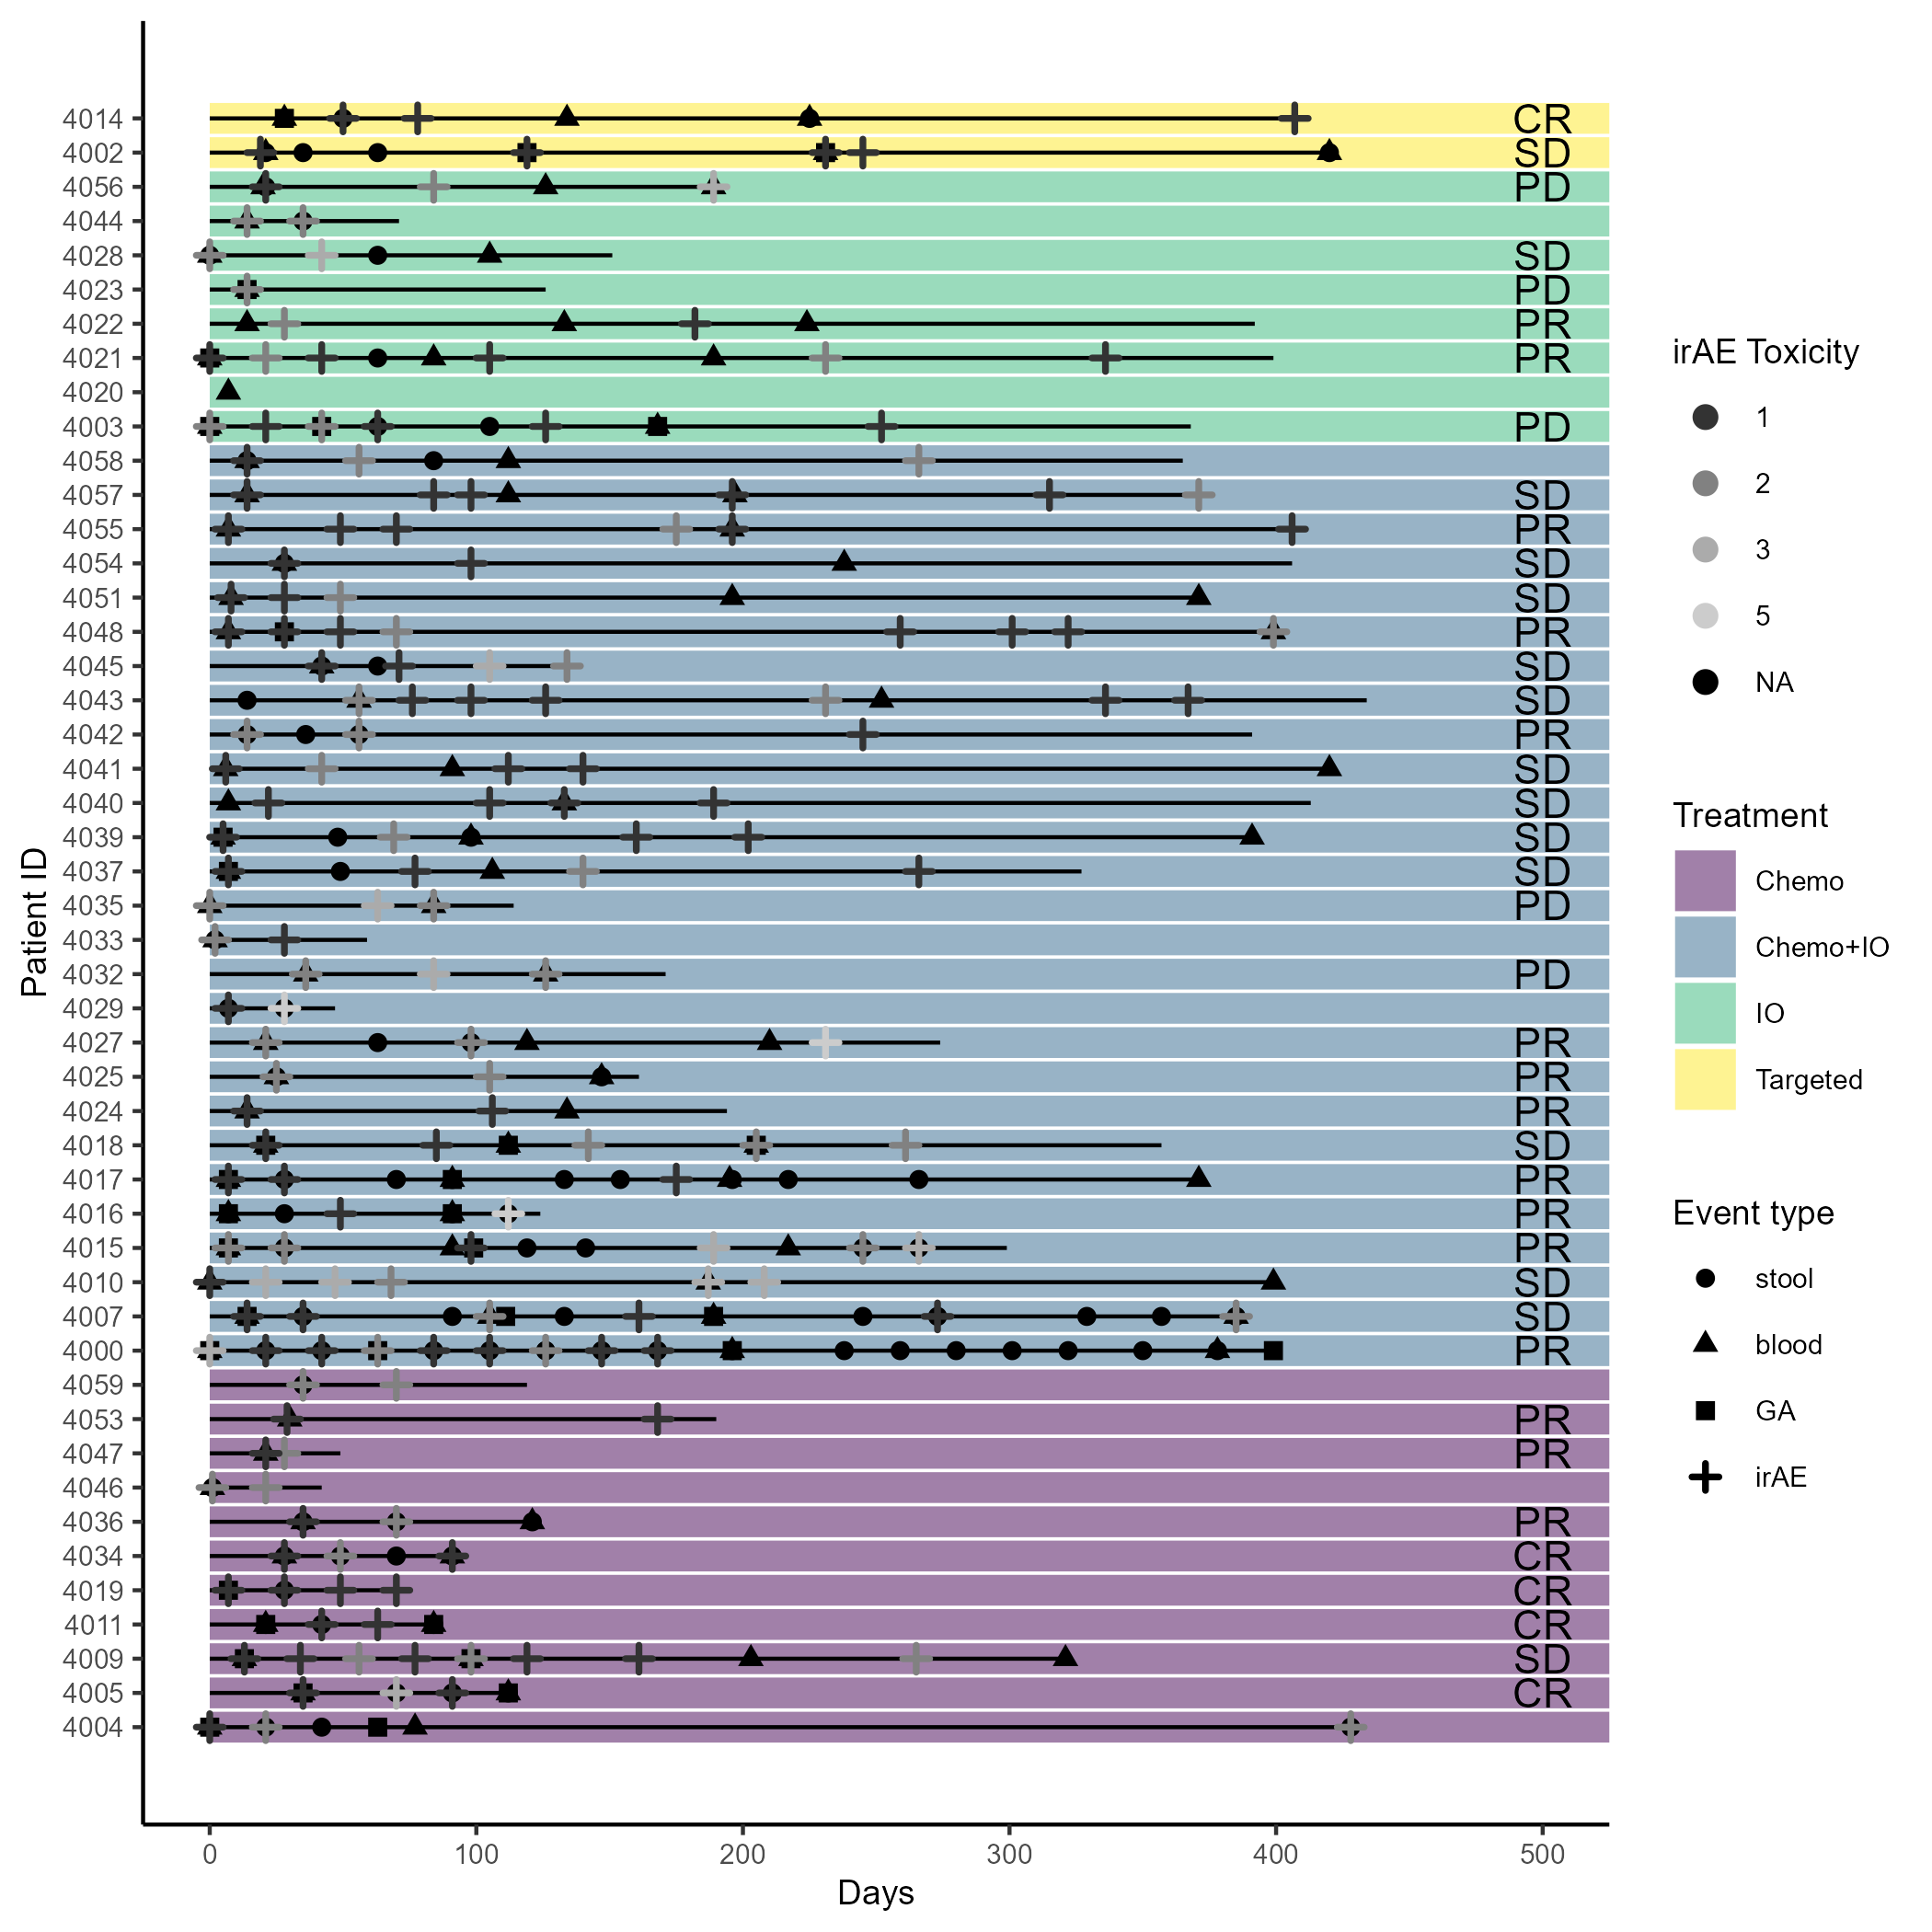 4014 CR
4002 SD
4056 PD
4044
4028 SD
4023 PD
4022 PR
4021 PR
4020
4003 PD
4058
4057 SD
4055 PR
4054 SD
4051 SD
4048 PR
4045 SD
4043 SD
4042 PR
4041 SD
4040 SD
4039 SD
4037 SD
4035 PD
4033
4032 PD
4029
4027 PR
4025 PR
4024 PR
4018 SD
4017 PR
4016 PR
4015 PR
4010 SD
4007 SD
4000 PR
4059
4053 PR
4047 PR
4046
4036 PR
4034 CR
4019 CR
4011 CR
4009 SD
4005 CR
4004
Patient ID
0 100 200 300 400 500
Days
irAE Toxicity
1
2
3
5
NA
Treatment
Chemo
Chemo+IO
IO
Targeted
Event type
stool
blood
GA
irAE